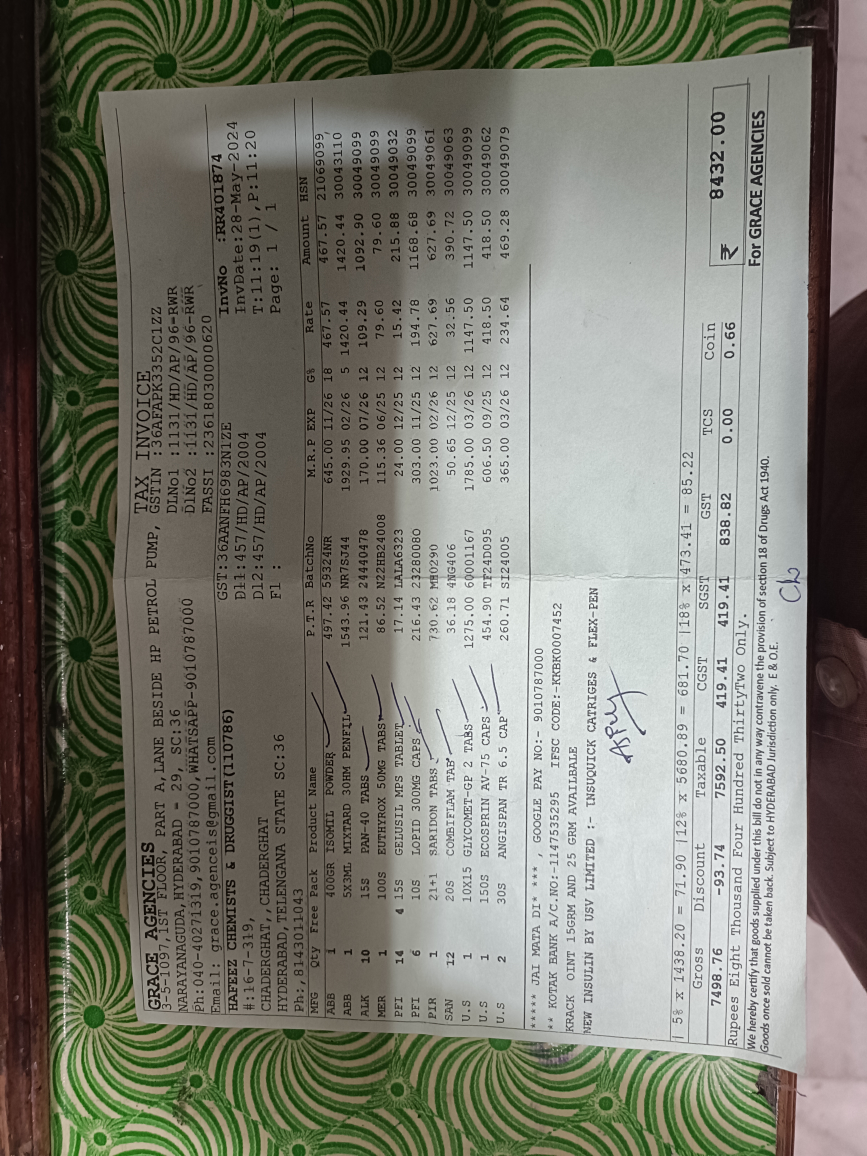 GRACE AGENCIES
3-5-1097,1ST FLOOR, PART A,LANE BESIDE HP PETROL PUMP,
NARAYANAGUDA,HYDERABAD = 29, SC:36
Ph:040-40271319,9010787000,WHATSAPP-9010787000
Email: grace.agenceis@gmail.com
TAX INVOICE
GSTIN :36AFAPK3352C1ZZ
DLNo1 :1131/HD/AP/96-RWR
DlNo2 :1131/HD/AP/96-RWR
FASSI :23618030000620
HAFEEZ CHEMISTS & DRUGGIST(110786)
#:16-7-319,
CHADERGHAT,,CHADERGHAT
HYDERABAD,TELENGANA STATE SC:36
Ph:,8143011043
GST:36AANFH6983N1ZE
Dl1:457/HD/AP/2004
Dl2:457/HD/AP/2004
Fl :
InvNo :RR401874
InvDate:28-May-2024
T:11:19(1),P:11:20
Page: 1 / 1
MFG Qty Free Pack Product Name P.T.R BatchNo M.R.P EXP G% Rate Amount HSN
ABB 1 400GR ISOMIL POWDER 497.42 59324NR 645.00 11/26 18 467.57 467.57 21069099
ABB 1 5X3ML MIXTARD 30HM PENFIL 1543.96 NR7SJ44 1929.95 02/26 5 1420.44 1420.44 30043110
ALK 10 15S PAN-40 TABS 121.43 24440478 170.00 07/26 12 109.29 1092.90 30049099
MER 1 100S EUTHYROX 50MG TABS 86.52 N22HB24008 115.36 06/25 12 79.60 79.60 30049099
PFI 14 4 15S GELUSIL MPS TABLET 17.14 LALA6323 24.00 12/25 12 15.42 215.88 30049032
PFI 6 10S LOPID 300MG CAPS 216.43 23280080 303.00 11/25 12 194.78 1168.68 30049099
PIR 1 21+1 SARIDON TABS 730.62 MH0290 1023.00 02/26 12 627.69 627.69 30049061
SAN 12 20S COMBIFLAM TAB 36.18 4NG406 50.65 12/25 12 32.56 390.72 30049063
U.S 1 10X15 GLYCOMET-GP 2 TABS 1275.00 60001167 1785.00 03/26 12 1147.50 1147.50 30049099
U.S 1 150S ECOSPRIN AV-75 CAPS 454.90 TF24D095 606.50 09/25 12 418.50 418.50 30049062
U.S 2 30S ANGISPAN TR 6.5 CAP 260.71 SI24005 365.00 03/26 12 234.64 469.28 30049079
***** JAI MATA DI* *** , GOOGLE PAY NO:- 9010787000
** KOTAK BANK A/C.NO:-1147535295 IFSC CODE:-KKBK0007452
KRACK OINT 15GRM AND 25 GRM AVAILBALE
NEW INSULIN BY USV LIMITED :- INSUQUICK CATRIGES & FLEX-PEN
| 5% x 1438.20 = 71.90 |12% x 5680.89 = 681.70 |18% x 473.41 = 85.22
Gross Discount Taxable CGST SGST GST TCS Coin
7498.76 -93.74 7592.50 419.41 419.41 838.82 0.00 0.66
₹ 8432.00
Rupees Eight Thousand Four Hundred ThirtyTwo Only.
We hereby certify that goods supplied under this bill do not in any way contravene the provision of section 18 of Drugs Act 1940.
Goods once sold cannot be taken back. Subject to HYDERABAD Jurisdiction only. E & O.E.
For GRACE AGENCIES